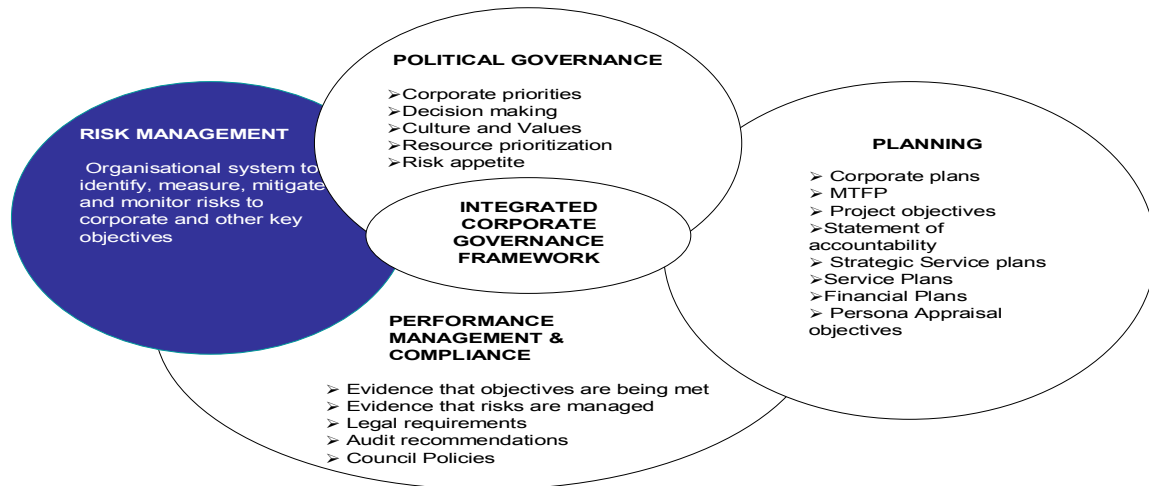 POLITICAL GOVERNANCE
➢Corporate priorities
➢Decision making
➢Culture and Values
➢Resource prioritization
➢Risk appetite
RISK MANAGEMENT
Organisational system to
identify, measure, mitigate
and monitor risks to
corporate and other key
objectives
PLANNING
➢ Corporate plans
➢ MTFP
➢ Project objectives
➢Statement of
accountability
➢ Strategic Service plans
➢Service Plans
➢Financial Plans
➢ Persona Appraisal
objectives
INTEGRATED
CORPORATE
GOVERNANCE
FRAMEWORK
PERFORMANCE
MANAGEMENT &
COMPLIANCE
➢ Evidence that objectives are being met
➢ Evidence that risks are managed
➢ Legal requirements
➢ Audit recommendations
➢ Council Policies